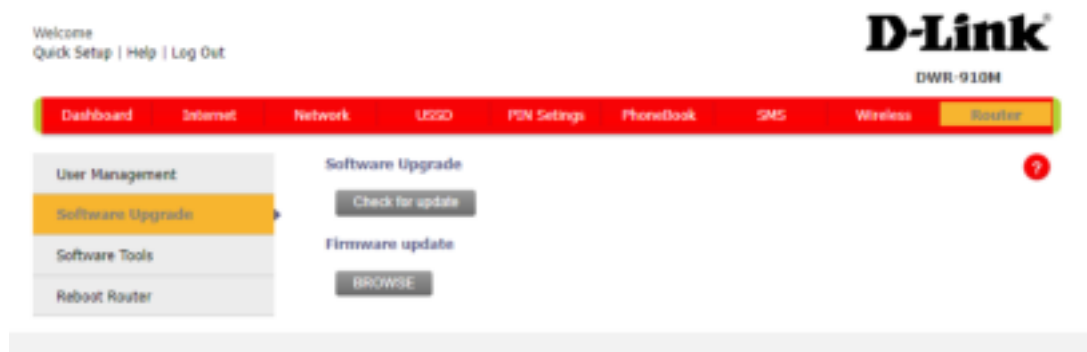 Welcome
Quick Setup | Help | Log Out
D-Link
DWR-910M
Dashboard Internet Network USSD PIN Setings PhoneBook SMS Wireless Router
User Management
Software Upgrade
Software Tools
Reboot Router
Software Upgrade
?
Check for update
Firmware update
BROWSE